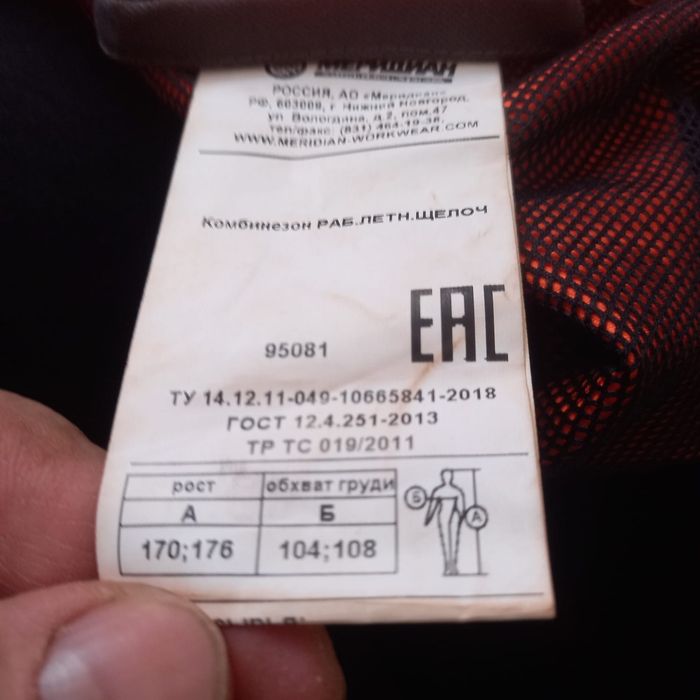 МЕРИДИАН
РОССИЯ, АО «Меридиан»
РФ, 603009, г. Нижний Новгород,
ул. Вологдина, д.2, пом.47
тел/факс: (831) 464-19-38,
WWW.MERIDIAN-WORKWEAR.COM
Комбинезон РАБ.ЛЕТН.ЩЕЛОЧ
EAC
95081
ТУ 14.12.11-049-10665841-2018
ГОСТ 12.4.251-2013
ТР ТС 019/2011
рост обхват груди
А Б
170;176 104;108
Б
А